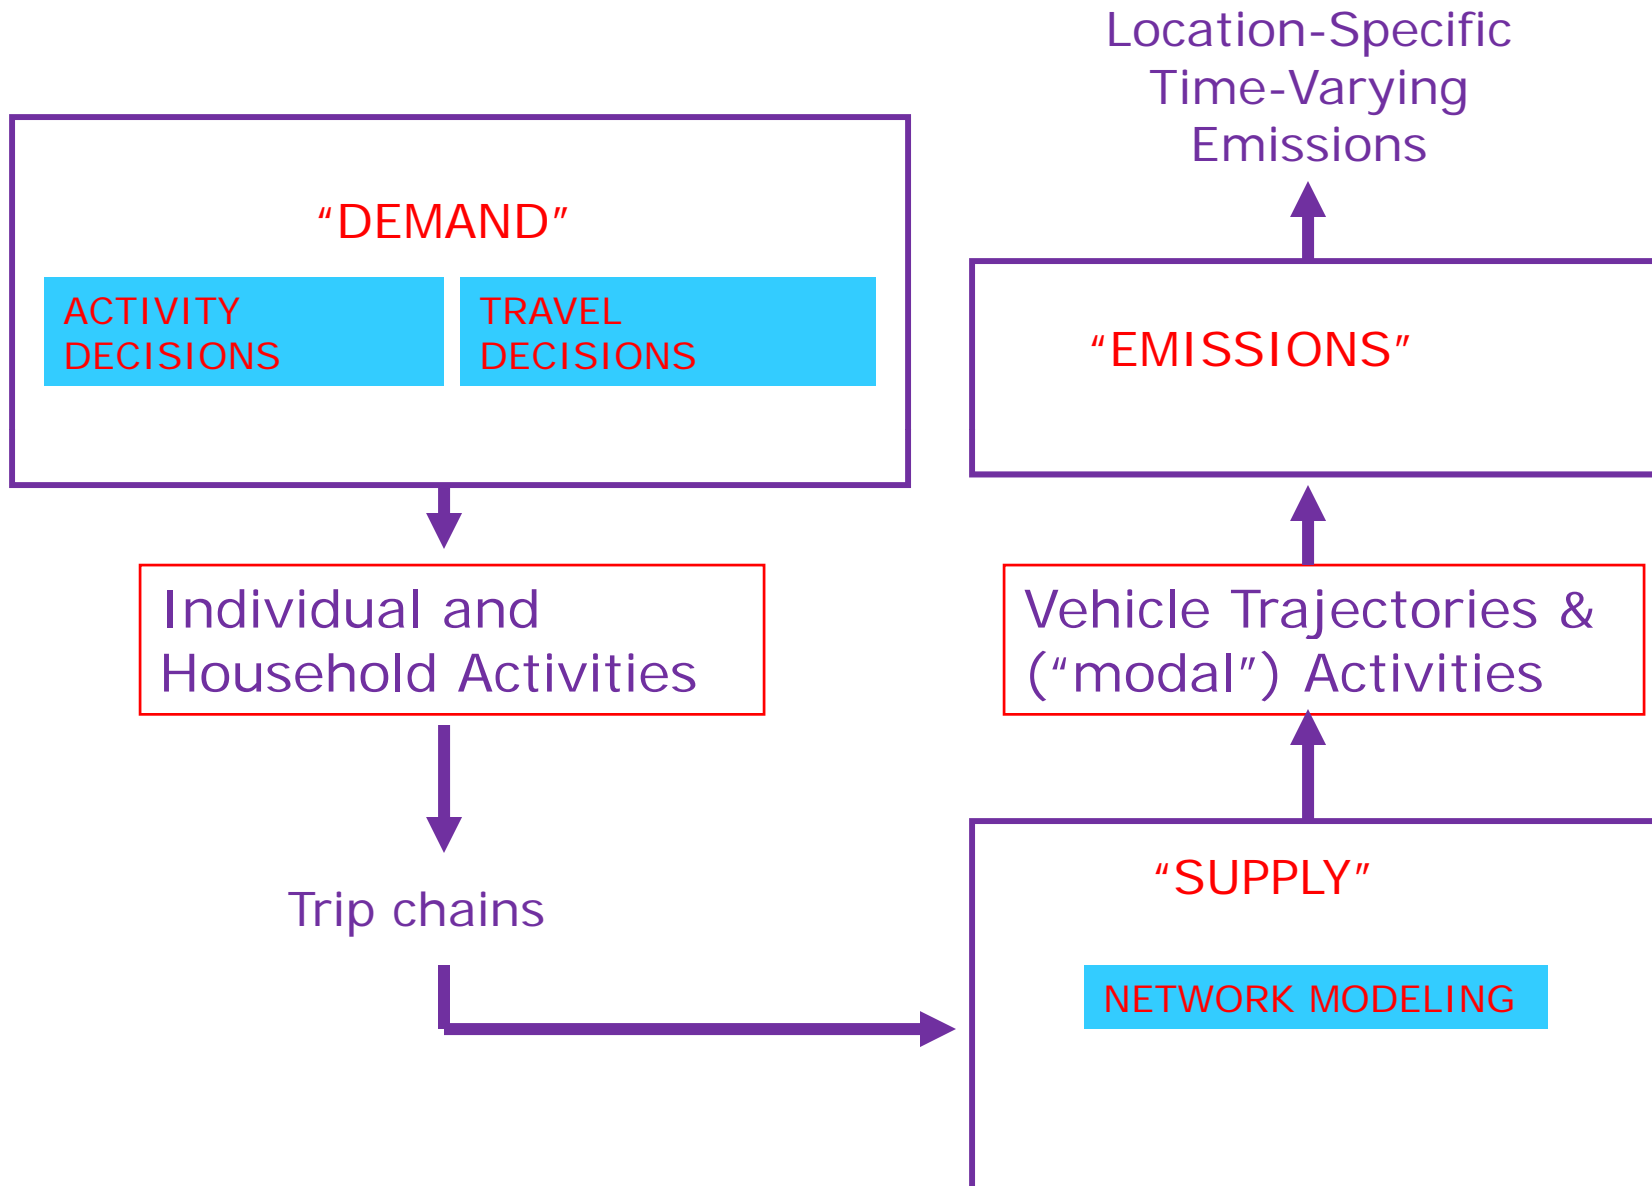 “DEMAND”
ACTIVITY
DECISIONS
TRAVEL
DECISIONS
Individual and
Household Activities
Trip chains
Location-Specific
Time-Varying
Emissions
“EMISSIONS”
Vehicle Trajectories &
(“modal”) Activities
“SUPPLY”
NETWORK MODELING